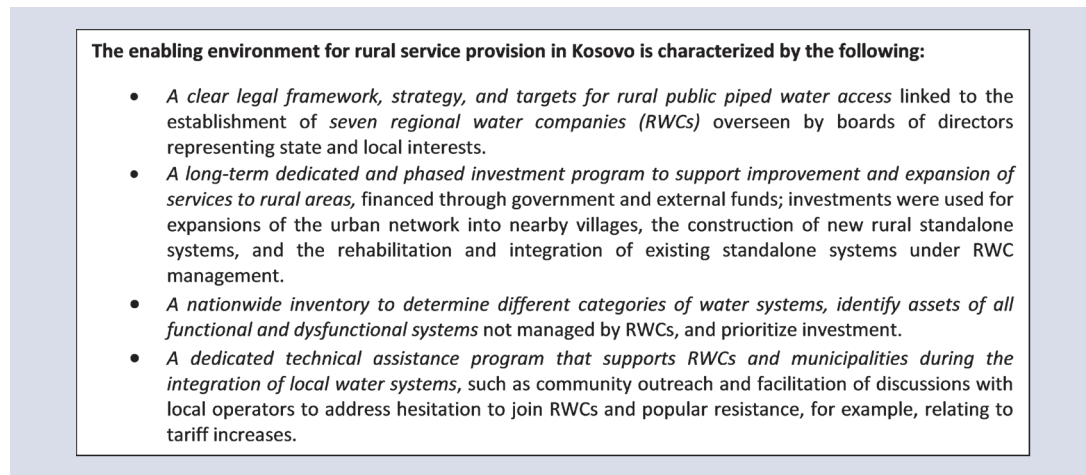 The enabling environment for rural service provision in Kosovo is characterized by the following:
• A clear legal framework, strategy, and targets for rural public piped water access linked to the
establishment of seven regional water companies (RWCs) overseen by boards of directors
representing state and local interests.
• A long-term dedicated and phased investment program to support improvement and expansion of
services to rural areas, financed through government and external funds; investments were used for
expansions of the urban network into nearby villages, the construction of new rural standalone
systems, and the rehabilitation and integration of existing standalone systems under RWC
management.
• A nationwide inventory to determine different categories of water systems, identify assets of all
functional and dysfunctional systems not managed by RWCs, and prioritize investment.
• A dedicated technical assistance program that supports RWCs and municipalities during the
integration of local water systems, such as community outreach and facilitation of discussions with
local operators to address hesitation to join RWCs and popular resistance, for example, relating to
tariff increases.